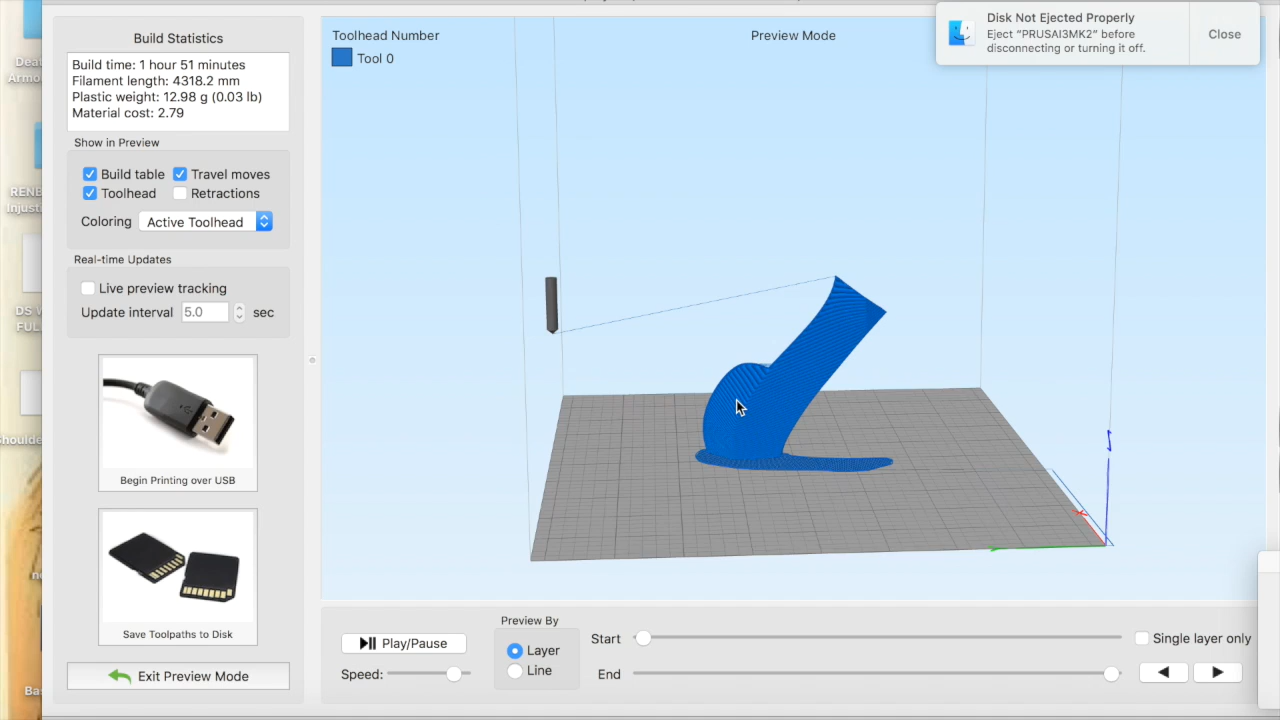 Build Statistics
Build time: 1 hour 51 minutes
Filament length: 4318.2 mm
Plastic weight: 12.98 g (0.03 lb)
Material cost: 2.79
Show in Preview
Build table
Travel moves
Toolhead
Retractions
Coloring
Active Toolhead
Real-time Updates
Live preview tracking
Update interval 5.0 sec
Begin Printing over USB
Save Toolpaths to Disk
Exit Preview Mode
Toolhead Number
Tool 0
Preview Mode
Disk Not Ejected Properly
Eject “PRUSAI3MK2” before
disconnecting or turning it off.
Close
Play/Pause
Speed:
Preview By
Layer
Line
Start
End
Single layer only